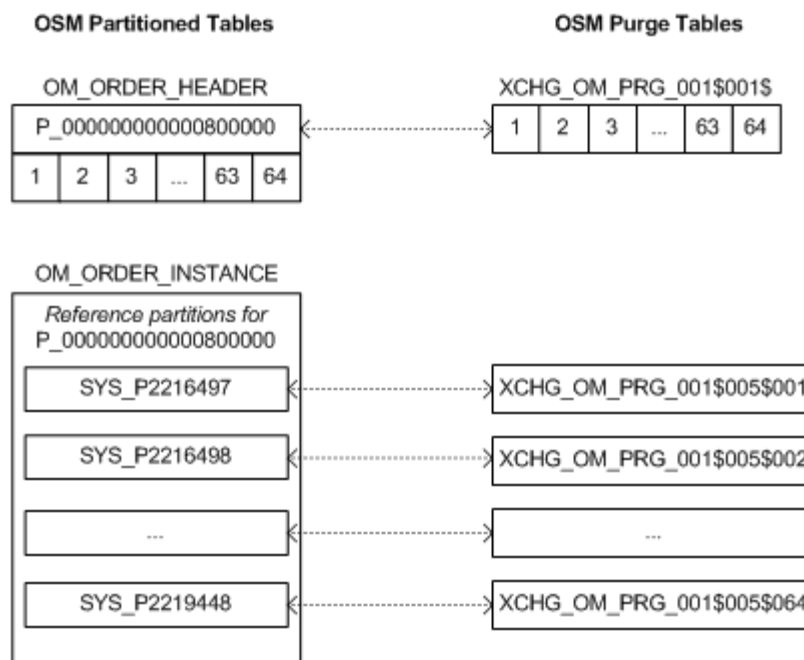 OSM Partitioned Tables
OSM Purge Tables
OM_ORDER_HEADER
XCHG_OM_PRG_001$001$
P_000000000000800000
1 2 3 ... 63 64
1 2 3 ... 63 64
OM_ORDER_INSTANCE
Reference partitions for
P_000000000000800000
SYS_P2216497
XCHG_OM_PRG_001$005$001
SYS_P2216498
XCHG_OM_PRG_001$005$002
...
...
SYS_P2219448
XCHG_OM_PRG_001$005$064